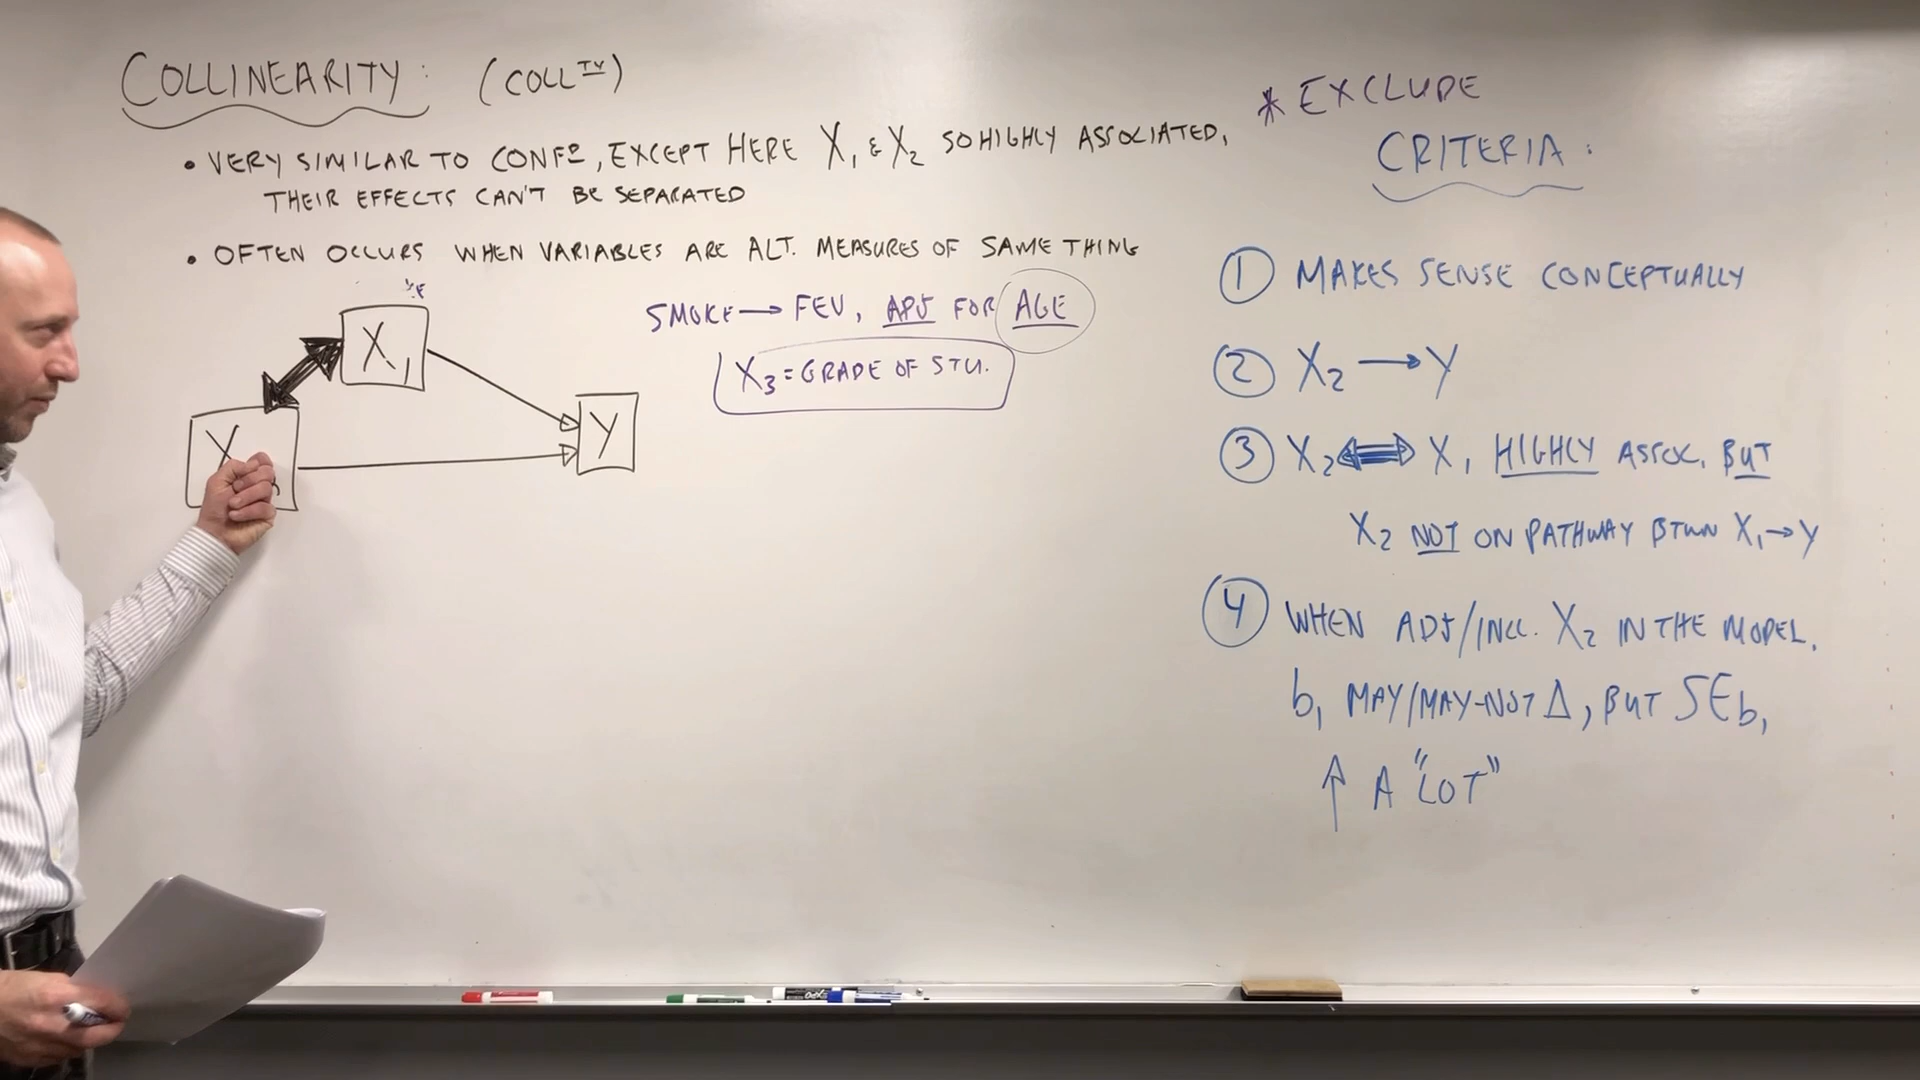 COLLINEARITY: (COLL TY)
• VERY SIMILAR TO CONF, EXCEPT HERE X1 & X2 SO HIGHLY ASSOCIATED,
THEIR EFFECTS CAN'T BE SEPARATED
• OFTEN OCCURS WHEN VARIABLES ARE ALT. MEASURES OF SAME THING
X1
X
Y
SMOKE → FEV, ADJ FOR AGE
X3 = GRADE OF STU.
* EXCLUDE
CRITERIA:
① MAKES SENSE CONCEPTUALLY
② X2 → Y
③ X2 ⟺ X1 HIGHLY ASSOC, BUT
X2 NOT ON PATHWAY BTWN X1→Y
④ WHEN ADJ/INCL. X2 IN THE MODEL,
b1 MAY/MAY-NOT Δ, BUT SEb1
↑ A "LOT"